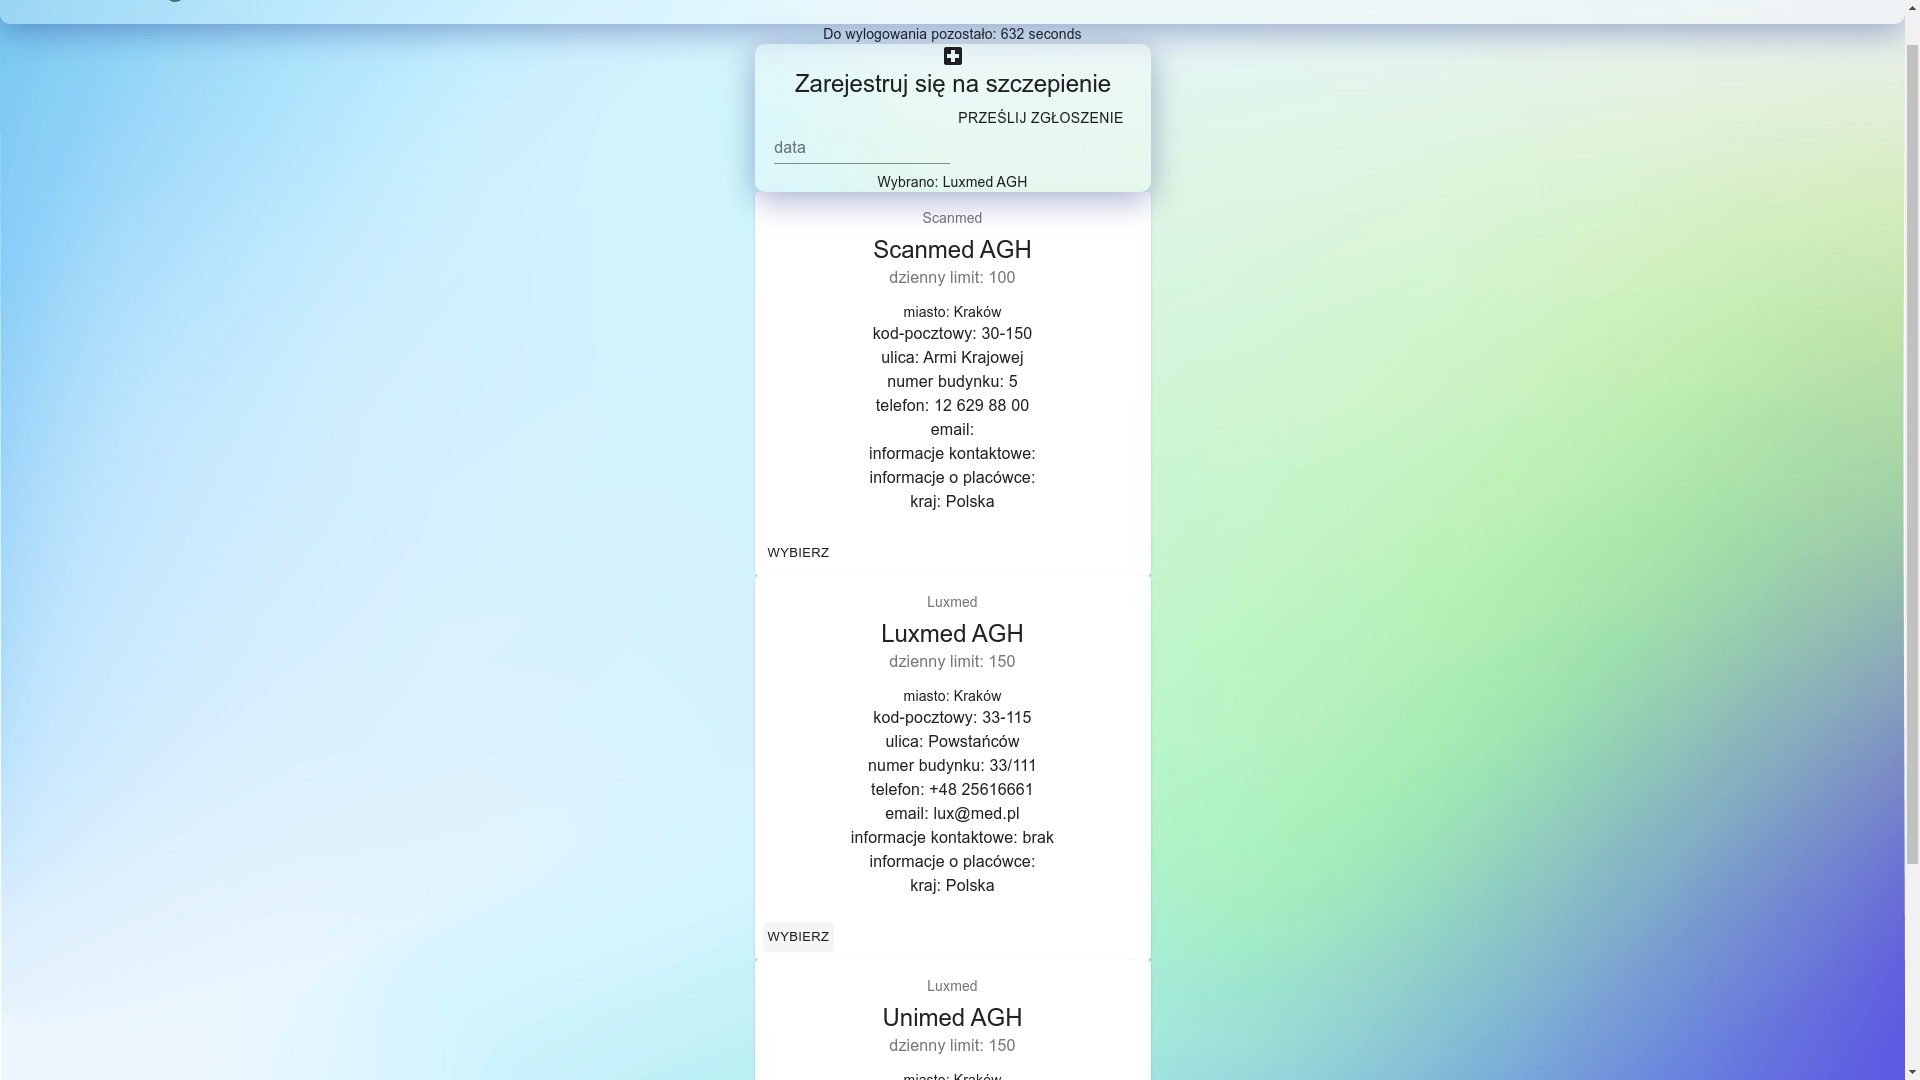 Do wylogowania pozostało: 632 seconds
Zarejestruj się na szczepienie
PRZEŚLIJ ZGŁOSZENIE
data
Wybrano: Luxmed AGH
Scanmed
Scanmed AGH
dzienny limit: 100
miasto: Kraków
kod-pocztowy: 30-150
ulica: Armi Krajowej
numer budynku: 5
telefon: 12 629 88 00
email:
informacje kontaktowe:
informacje o placówce:
kraj: Polska
WYBIERZ
Luxmed
Luxmed AGH
dzienny limit: 150
miasto: Kraków
kod-pocztowy: 33-115
ulica: Powstańców
numer budynku: 33/111
telefon: +48 25616661
email: lux@med.pl
informacje kontaktowe: brak
informacje o placówce:
kraj: Polska
WYBIERZ
Luxmed
Unimed AGH
dzienny limit: 150
miasto: Kraków